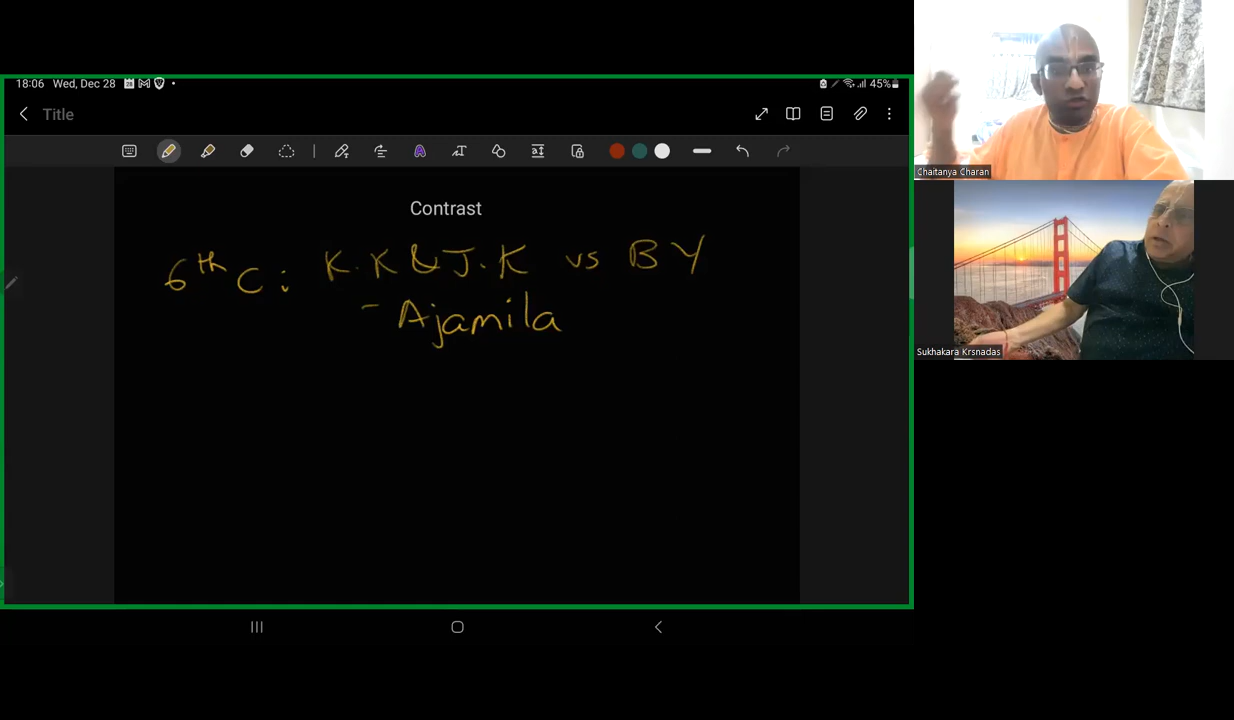 18:06 Wed, Dec 28
45%
Title
Contrast
6th C: K.K & J.K vs BY
- Ajamila
Chaitanya Charan
Sukhakara Krsnadas